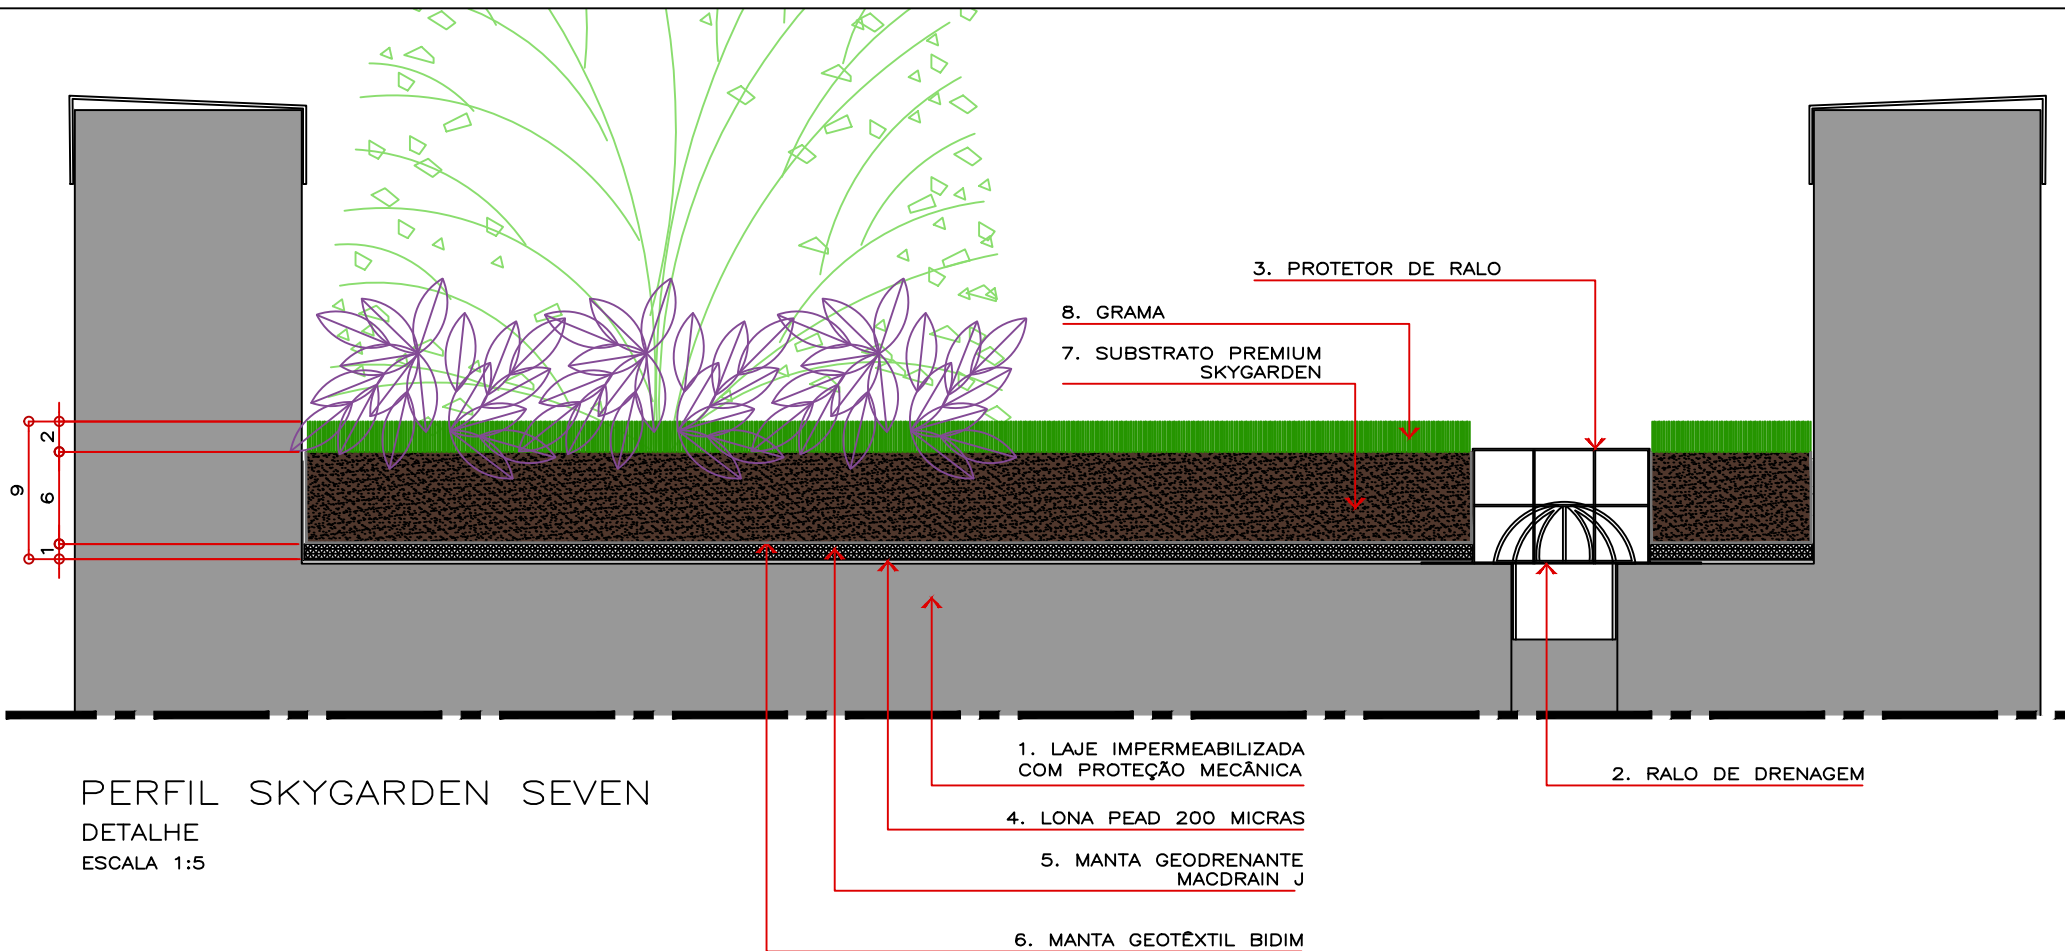 3. PROTETOR DE RALO
8. GRAMA
7. SUBSTRATO PREMIUM
SKYGARDEN
2
9
6
1
1. LAJE IMPERMEABILIZADA
COM PROTEÇÃO MECÂNICA
2. RALO DE DRENAGEM
PERFIL SKYGARDEN SEVEN
DETALHE
ESCALA 1:5
4. LONA PEAD 200 MICRAS
5. MANTA GEODRENANTE
MACDRAIN J
6. MANTA GEOTÊXTIL BIDIM